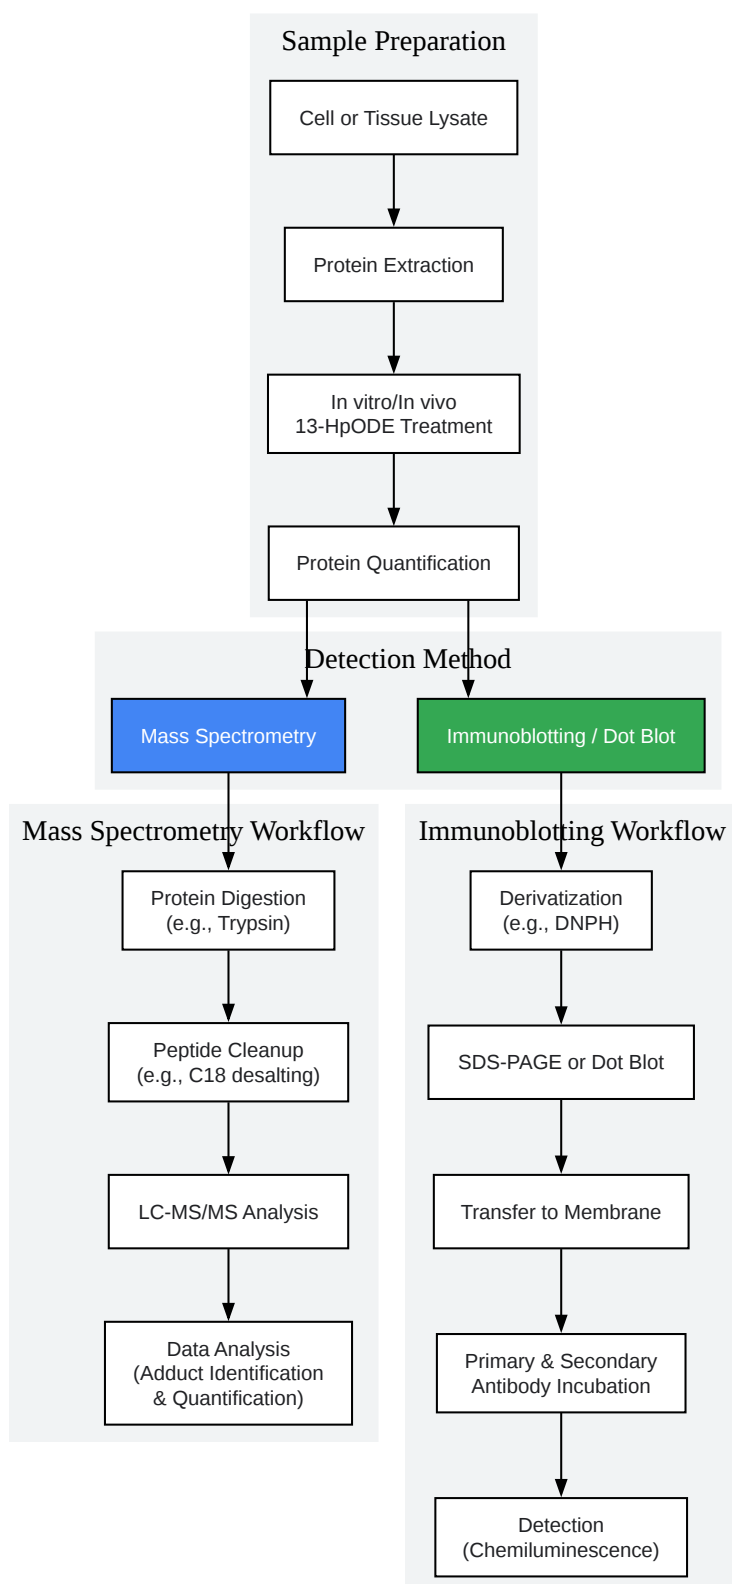 Sample Preparation
Cell or Tissue Lysate
Protein Extraction
In vitro/In vivo
13-HpODE Treatment
Protein Quantification
Detection Method
Mass Spectrometry
Immunoblotting / Dot Blot
Mass Spectrometry Workflow
Protein Digestion
(e.g., Trypsin)
Peptide Cleanup
(e.g., C18 desalting)
LC-MS/MS Analysis
Data Analysis
(Adduct Identification
& Quantification)
Immunoblotting Workflow
Derivatization
(e.g., DNPH)
SDS-PAGE or Dot Blot
Transfer to Membrane
Primary & Secondary
Antibody Incubation
Detection
(Chemiluminescence)